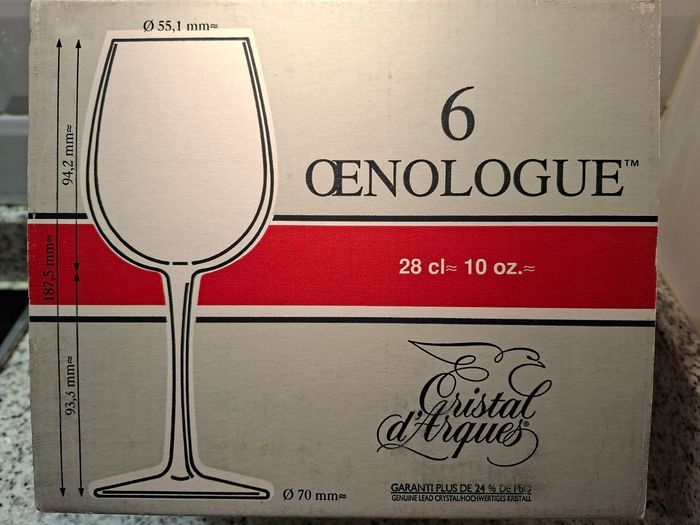 Ø 55,1 mm≈
94,2 mm≈
187,5 mm≈
93,3 mm≈
Ø 70 mm≈
6
ŒNOLOGUE™
28 cl≈ 10 oz.≈
Cristal
d'Arques®
GARANTI PLUS DE 24 % DE PbO
GENUINE LEAD CRYSTAL/HOCHWERTIGES KRISTALL